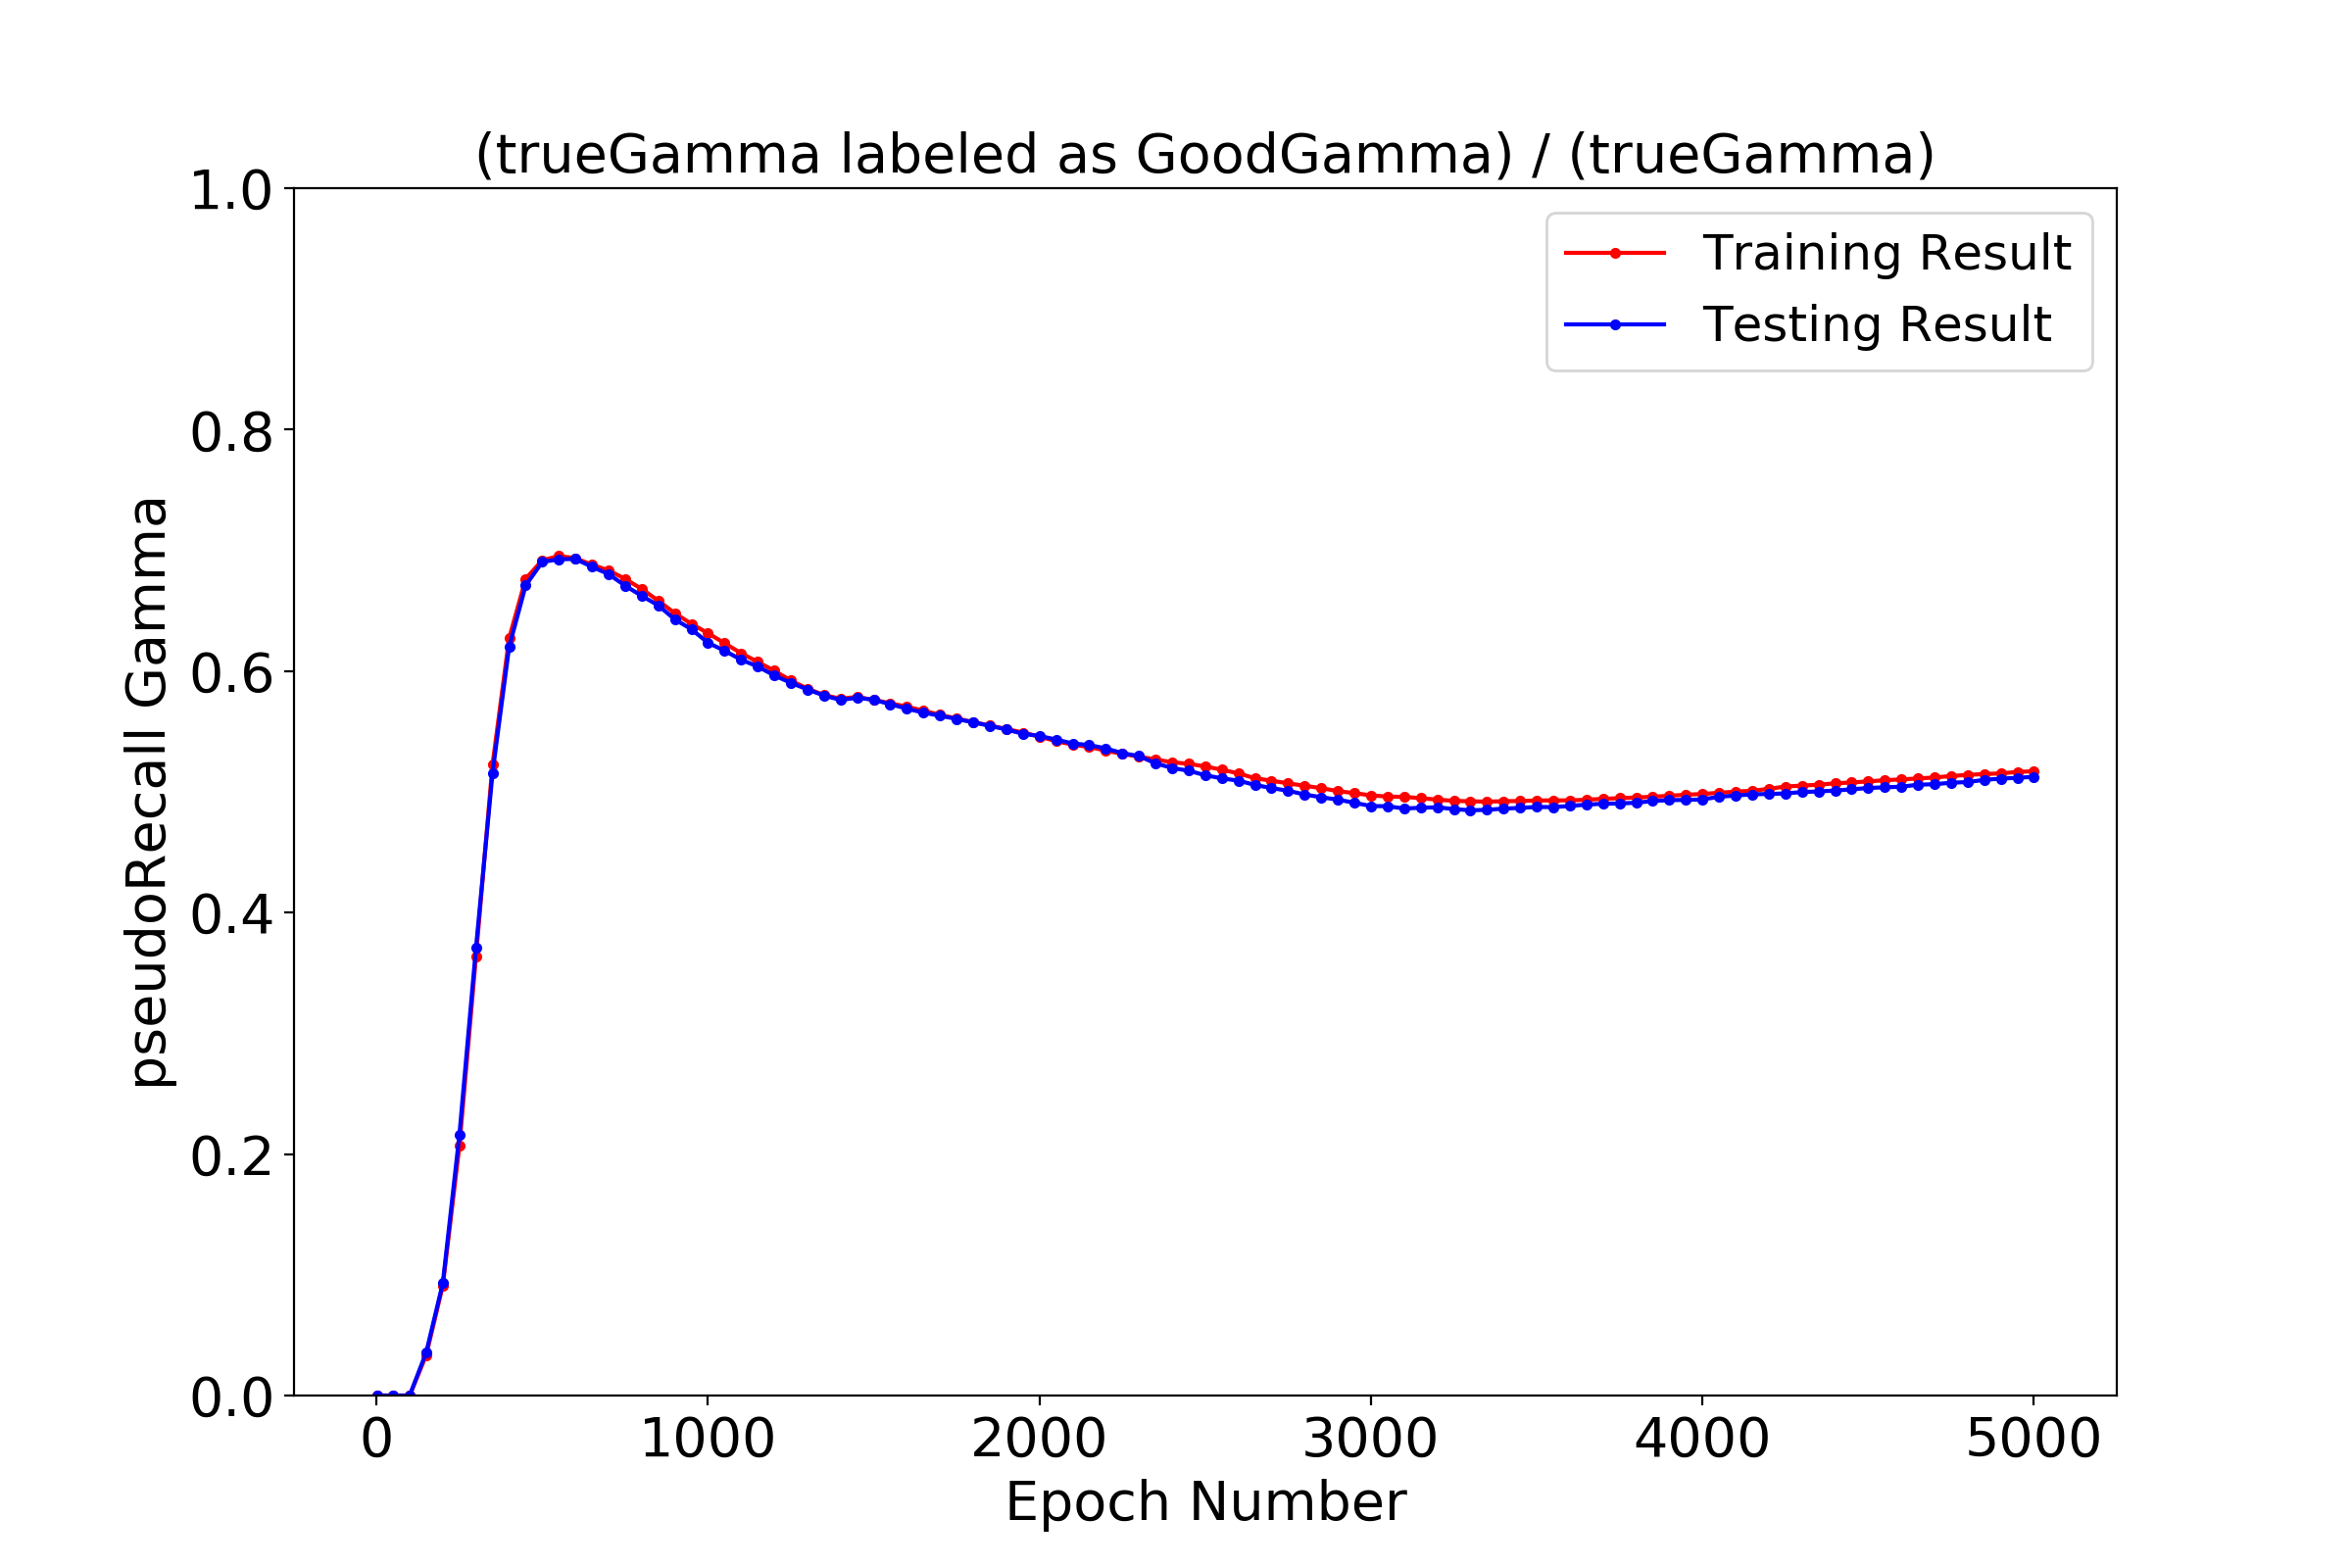 (trueGamma labeled as GoodGamma) / (trueGamma)
1.0
0.8
0.6
0.4
0.2
0.0
pseudoRecall Gamma
Training Result
Testing Result
0 1000 2000 3000 4000 5000
Epoch Number